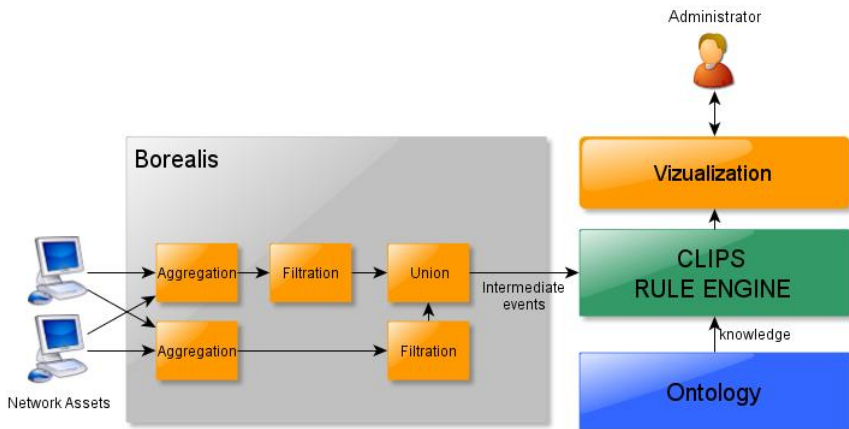 Administrator
Borealis
Vizualization
Aggregation
Filtration
Union
Intermediate
events
CLIPS
RULE ENGINE
Aggregation
Filtration
knowledge
Network Assets
Ontology